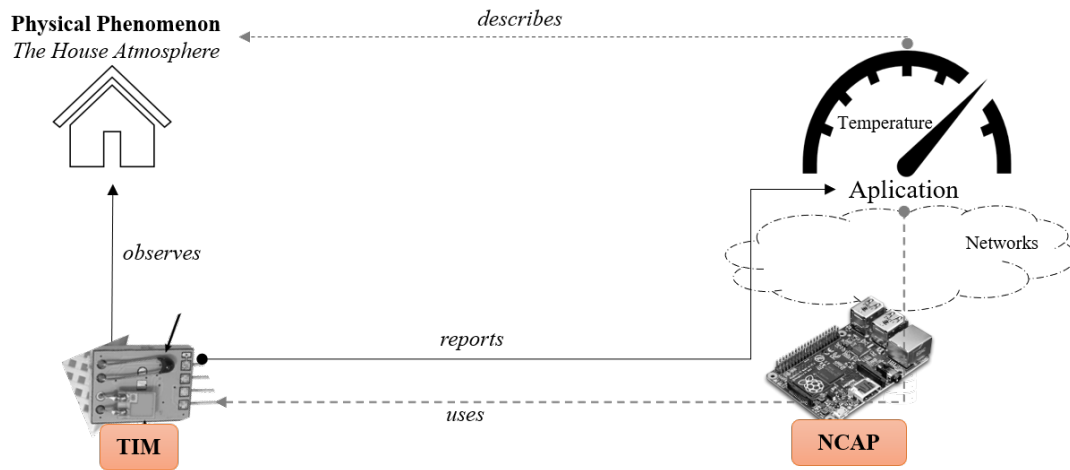 Physical Phenomenon
The House Atmosphere
describes
Temperature
Aplication
Networks
observes
reports
uses
TIM
NCAP